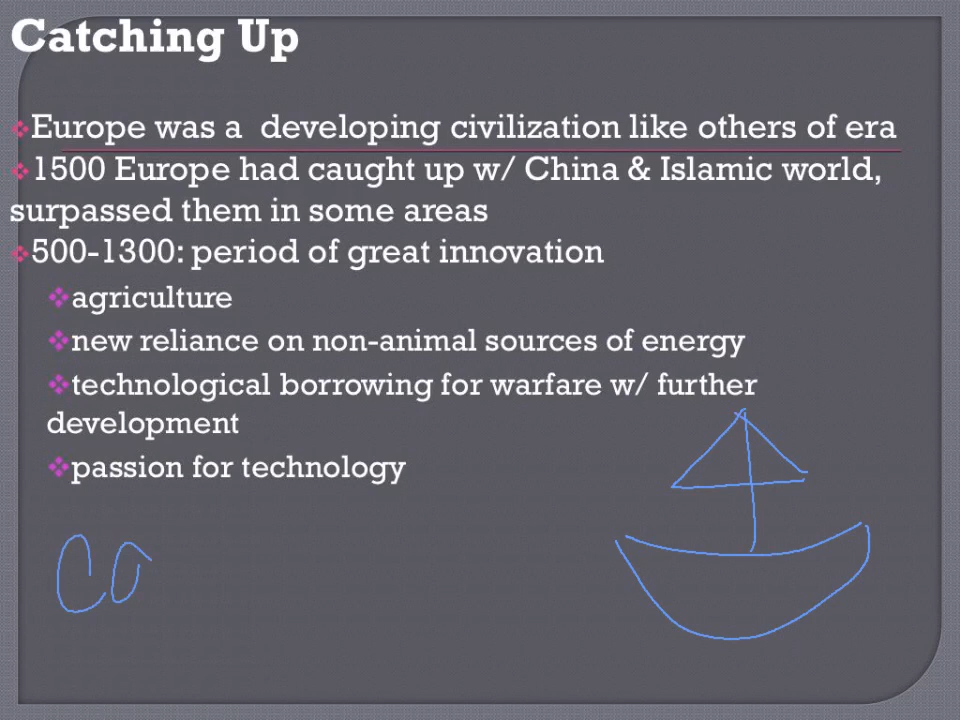 Catching Up
Europe was a developing civilization like others of era
1500 Europe had caught up w/ China & Islamic world,
surpassed them in some areas
500-1300: period of great innovation
agriculture
new reliance on non-animal sources of energy
technological borrowing for warfare w/ further
development
passion for technology